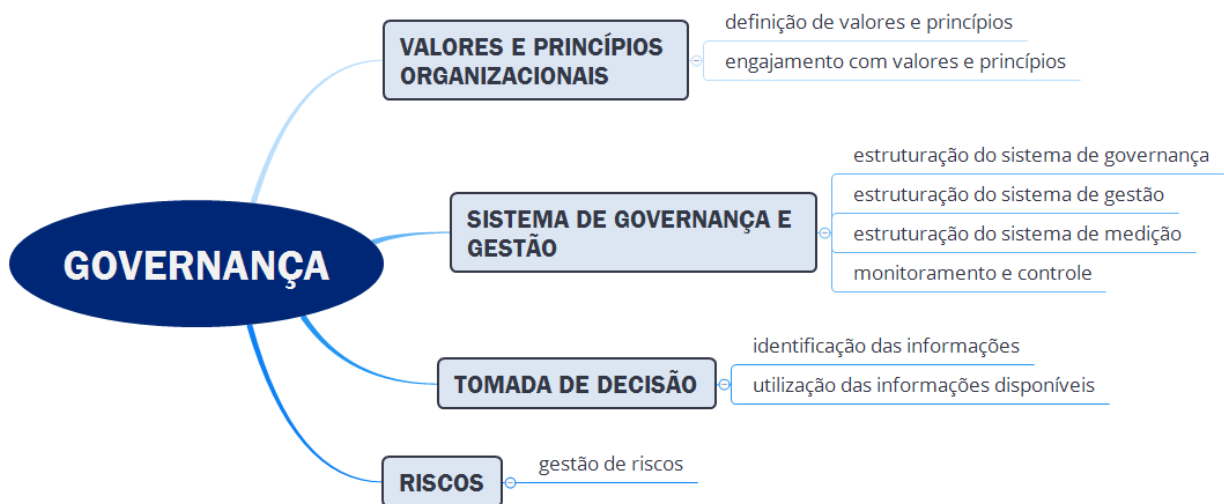 GOVERNANÇA
VALORES E PRINCÍPIOS
ORGANIZACIONAIS
definição de valores e princípios
engajamento com valores e princípios
SISTEMA DE GOVERNANÇA E
GESTÃO
estruturação do sistema de governança
estruturação do sistema de gestão
estruturação do sistema de medição
monitoramento e controle
TOMADA DE DECISÃO
identificação das informações
utilização das informações disponíveis
RISCOS
gestão de riscos